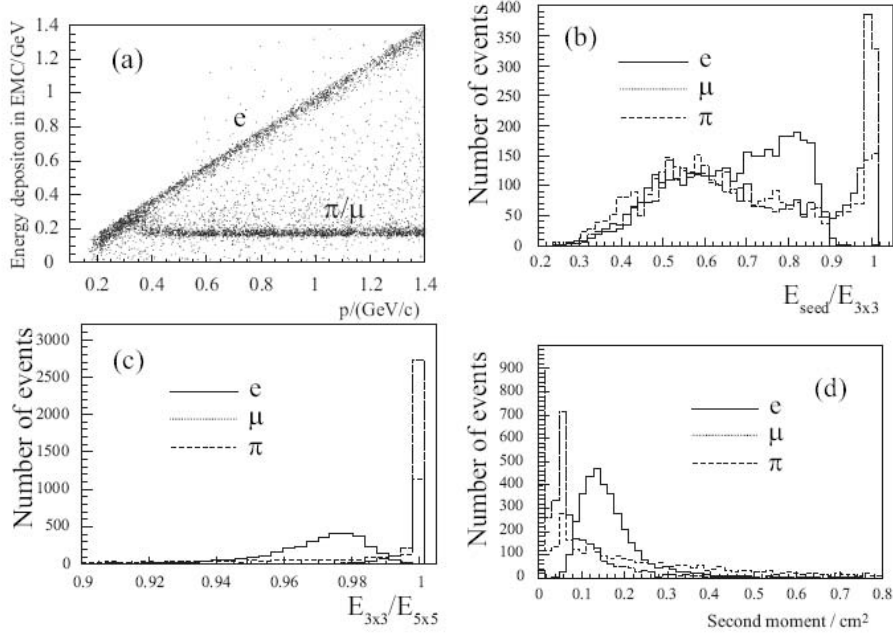 (a)
Energy deposition in EMC/GeV
1.4
1.2
1
0.8
0.6
0.4
0.2
0
e
π/μ
0.2 0.4 0.6 0.8 1 1.2 1.4
p/(GeV/c)
(b)
Number of events
400
350
300
250
200
150
100
50
0
e
μ
π
0.2 0.3 0.4 0.5 0.6 0.7 0.8 0.9 1
E_seed/E_3x3
(c)
Number of events
3000
2500
2000
1500
1000
500
0
e
μ
π
0.9 0.92 0.94 0.96 0.98 1
E_3x3/E_5x5
(d)
Number of events
900
800
700
600
500
400
300
200
100
0
e
μ
π
0 0.1 0.2 0.3 0.4 0.5 0.6 0.7 0.8
Second moment / cm²